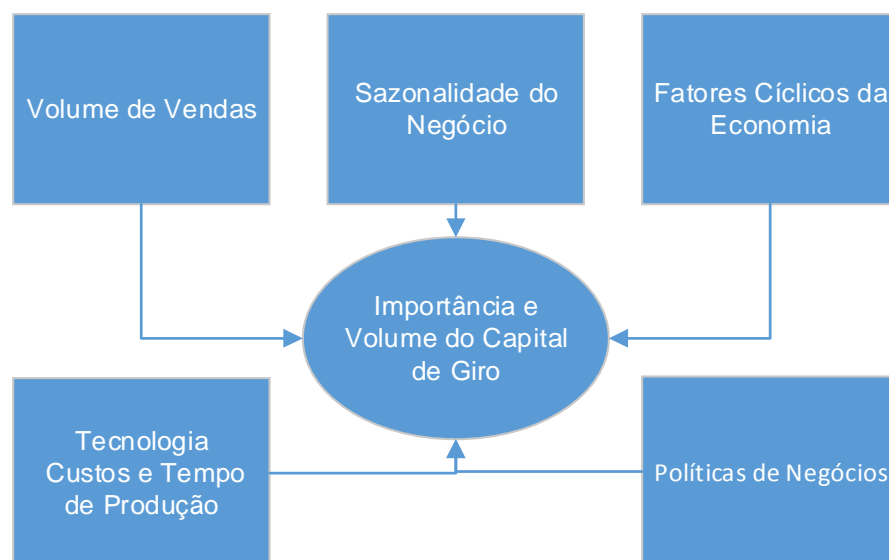 Volume de Vendas
Sazonalidade do
Negócio
Fatores Cíclicos da
Economia
Importância e
Volume do Capital
de Giro
Tecnologia
Custos e Tempo
de Produção
Políticas de Negócios